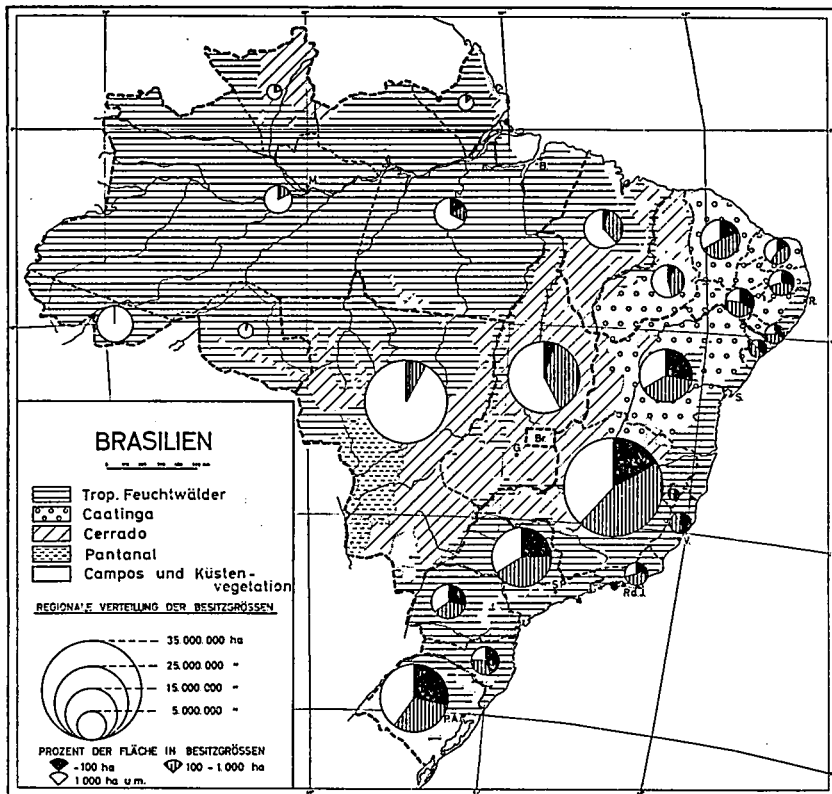 M.
B.
R.
S.
G.
Br.
V.
S.
Rd.J.
P.A.
BRASILIEN
Trop. Feuchtwälder
Caatinga
Cerrado
Pantanal
Campos und Küsten-
vegetation
REGIONALE VERTEILUNG DER BESITZGRÖSSEN
35.000.000 ha
25.000.000 "
15.000.000 "
5.000.000 "
PROZENT DER FLÄCHE IN BESITZGRÖSSEN
-100 ha 100 - 1.000 ha
1000 ha u. m.